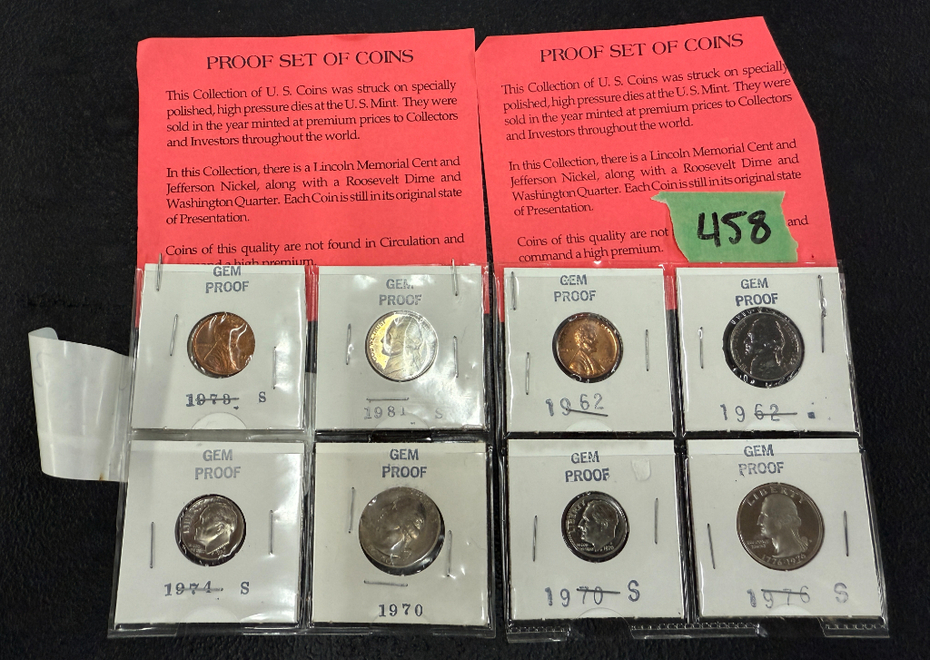 PROOF SET OF COINS
This Collection of U. S. Coins was struck on specially
polished, high pressure dies at the U.S. Mint. They were
sold in the year minted at premium prices to Collectors
and Investors throughout the world.
In this Collection, there is a Lincoln Memorial Cent and
Jefferson Nickel, along with a Roosevelt Dime and
Washington Quarter. Each Coin is still in its original state
of Presentation.
Coins of this quality are not found in Circulation and
command a high premium.
PROOF SET OF COINS
This Collection of U. S. Coins was struck on specially
polished, high pressure dies at the U.S. Mint. They were
sold in the year minted at premium prices to Collectors
and Investors throughout the world.
In this Collection, there is a Lincoln Memorial Cent and
Jefferson Nickel, along with a Roosevelt Dime and
Washington Quarter. Each Coin is still in its original state
of Presentation.
Coins of this quality are not and
command a high premium.
458
GEM
PROOF
S
GEM
PROOF
1981 S
GEM
PROOF
1962
GEM
PROOF
1962
GEM
PROOF
1974 S
GEM
PROOF
1970
GEM
PROOF
1970 S
GEM
PROOF
LIBERTY
1776-1976
1976 S